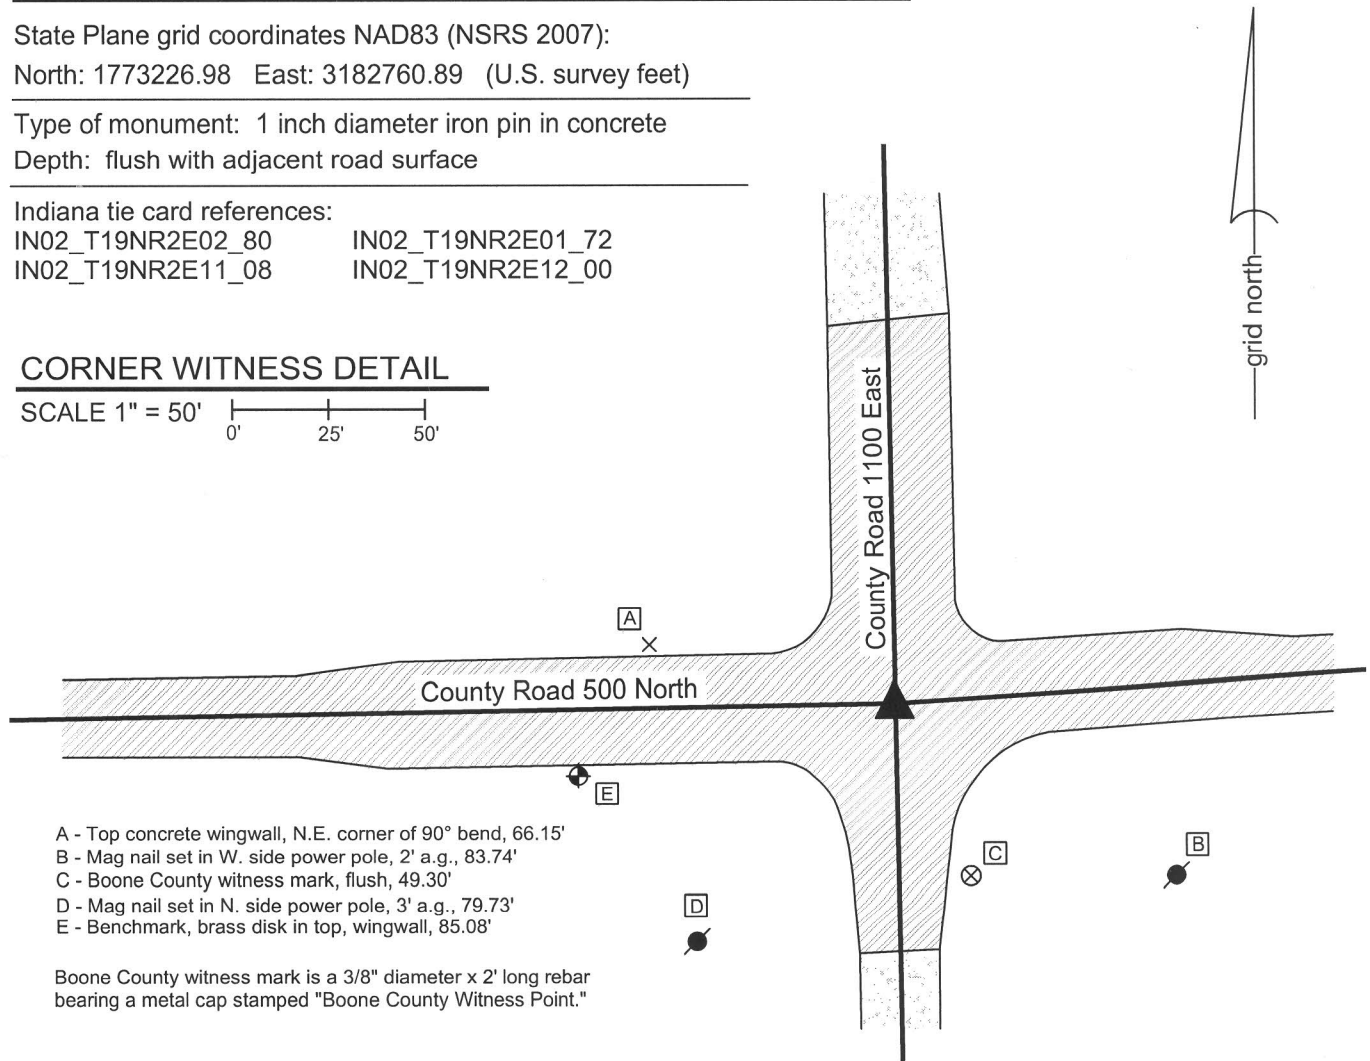 State Plane grid coordinates NAD83 (NSRS 2007):
North: 1773226.98 East: 3182760.89 (U.S. survey feet)
Type of monument: 1 inch diameter iron pin in concrete
Depth: flush with adjacent road surface
Indiana tie card references:
IN02_T19NR2E02_80 IN02_T19NR2E01_72
IN02_T19NR2E11_08 IN02_T19NR2E12_00
CORNER WITNESS DETAIL
SCALE 1" = 50'
0' 25' 50'
grid north
County Road 1100 East
A
County Road 500 North
E
C
B
D
A - Top concrete wingwall, N.E. corner of 90° bend, 66.15'
B - Mag nail set in W. side power pole, 2' a.g., 83.74'
C - Boone County witness mark, flush, 49.30'
D - Mag nail set in N. side power pole, 3' a.g., 79.73'
E - Benchmark, brass disk in top, wingwall, 85.08'
Boone County witness mark is a 3/8" diameter x 2' long rebar
bearing a metal cap stamped "Boone County Witness Point."